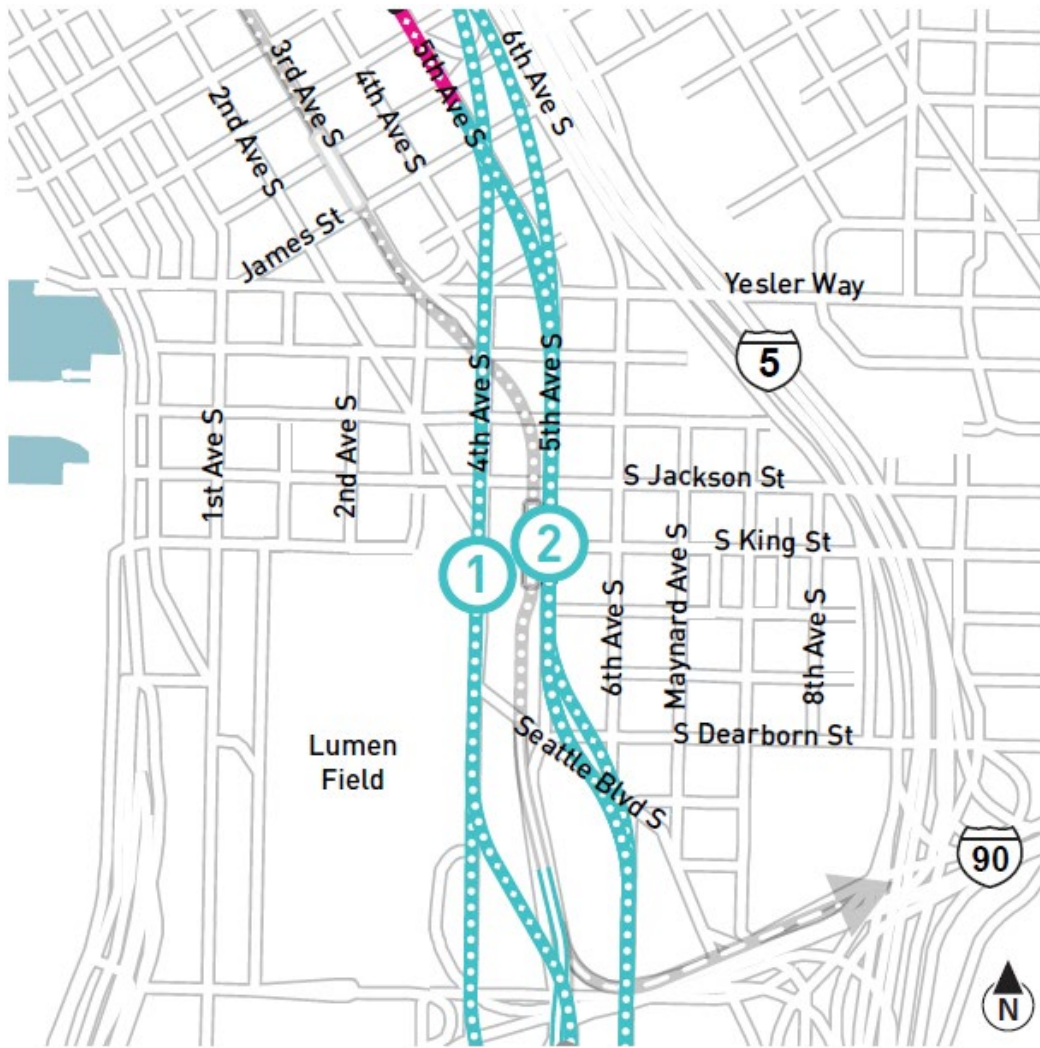 6th Ave S
5th Ave S
3rd Ave S
4th Ave S
2nd Ave S
James St
Yesler Way
5
4th Ave S
5th Ave S
1st Ave S
2nd Ave S
S Jackson St
S King St
1
2
6th Ave S
Maynard Ave S
8th Ave S
S Dearborn St
Lumen
Field
Seattle Blvd S
90
N